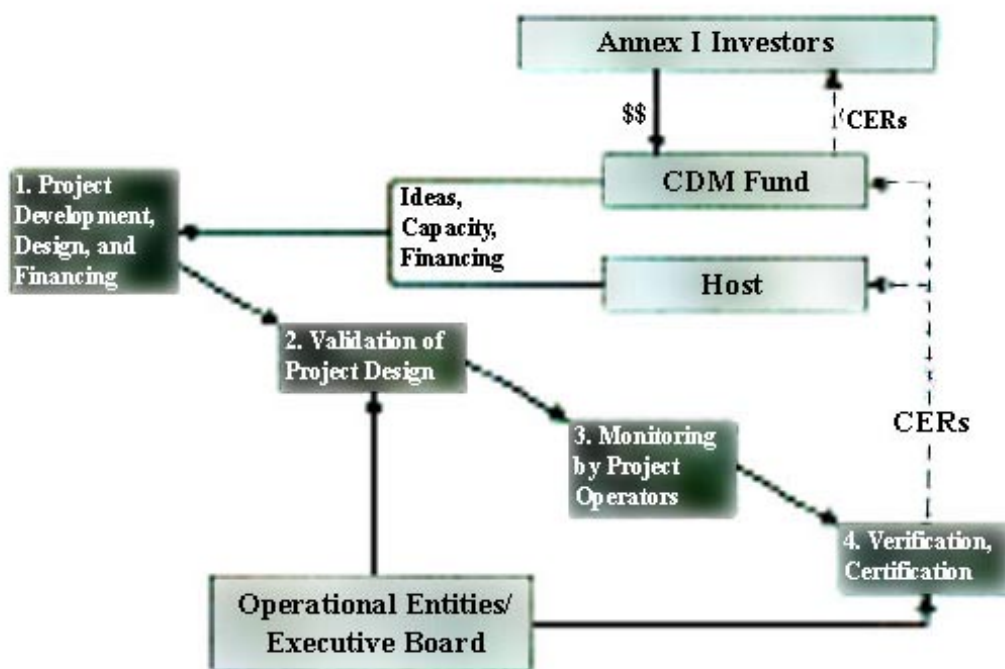 Annex I Investors
$$
CERs
CDM Fund
1. Project
Development,
Design, and
Financing
Ideas,
Capacity,
Financing
Host
2. Validation of
Project Design
3. Monitoring
by Project
Operators
CERs
4. Verification,
Certification
Operational Entities/
Executive Board